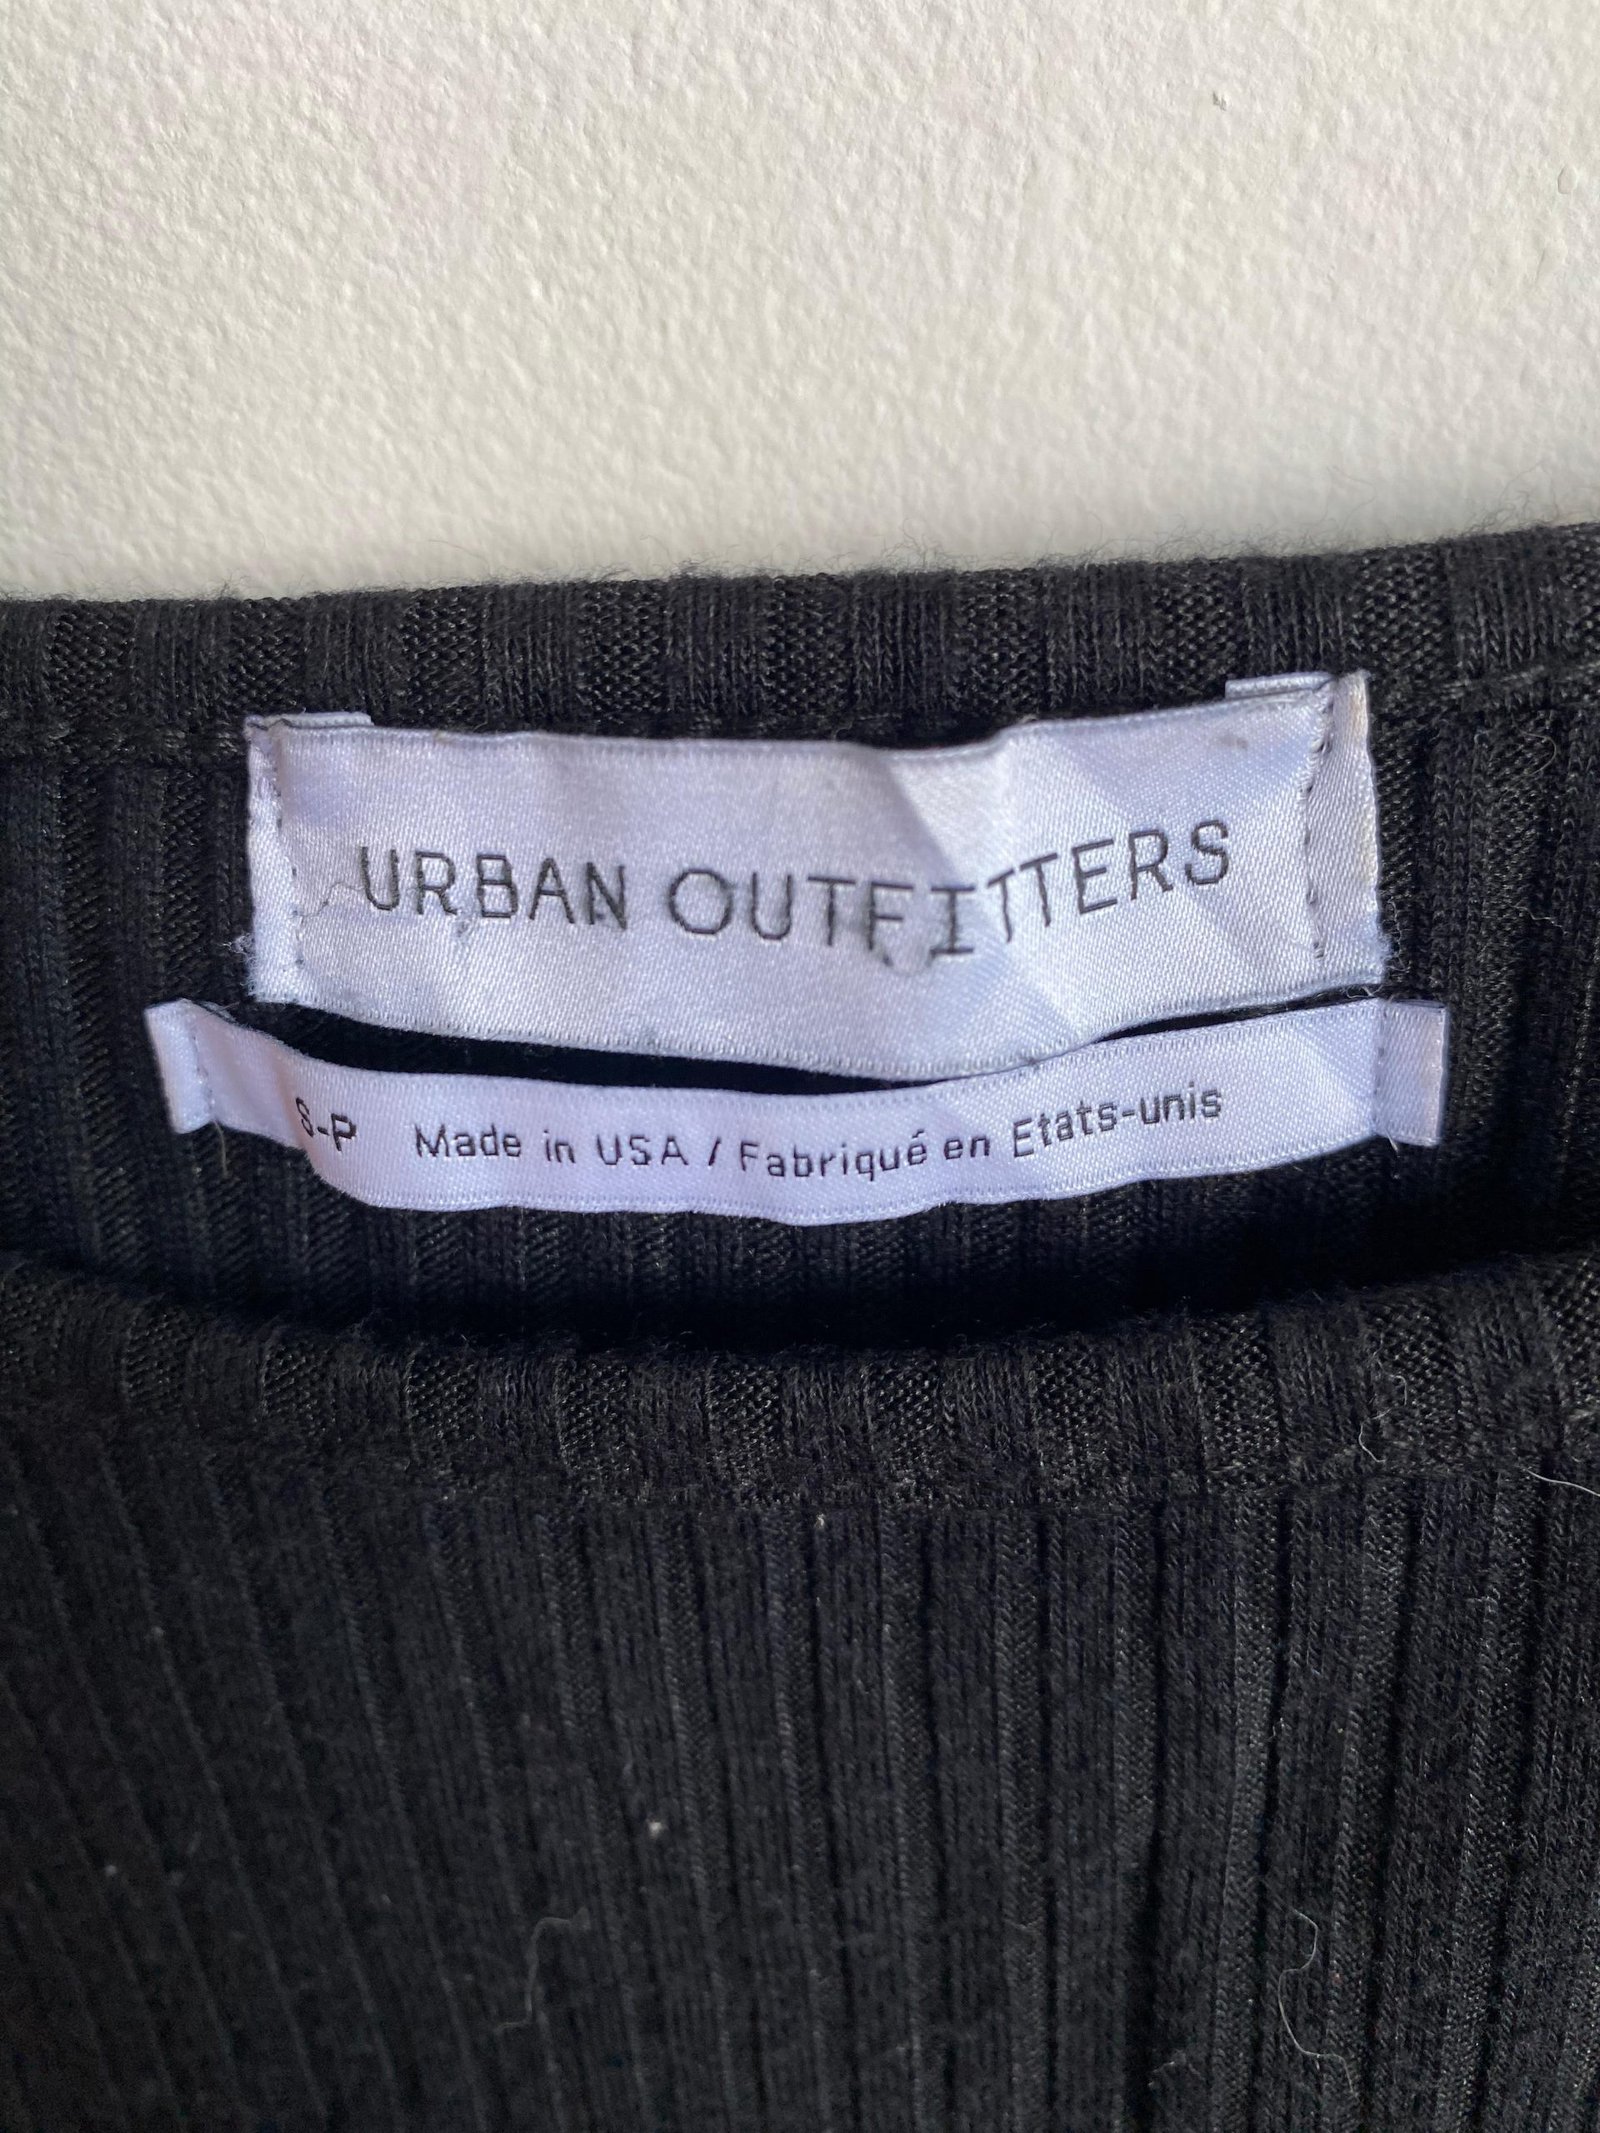 URBAN OUTFITTERS
S-P Made in USA / Fabriqué en Etats-unis